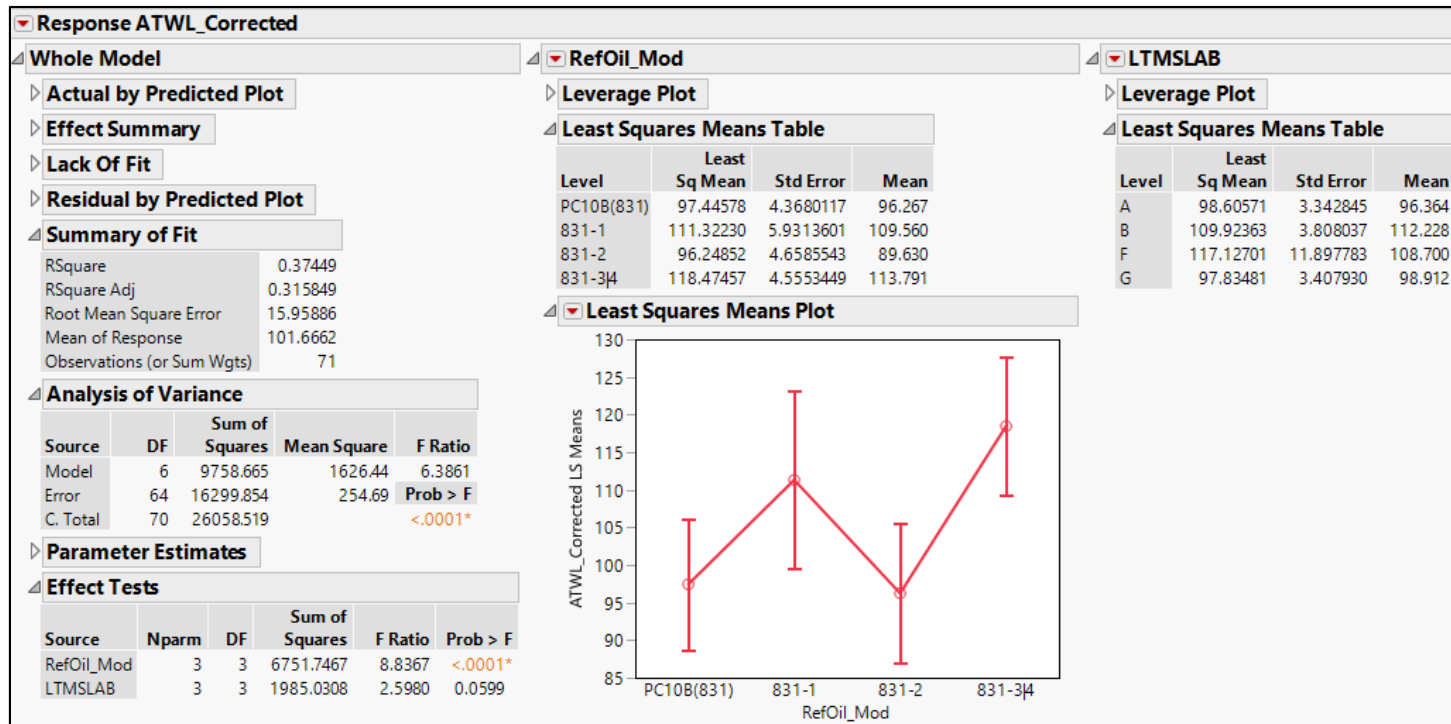 Response ATWL_Corrected
Whole Model
Actual by Predicted Plot
Effect Summary
Lack Of Fit
Residual by Predicted Plot
Summary of Fit
RSquare 0.37449
RSquare Adj 0.315849
Root Mean Square Error 15.95886
Mean of Response 101.6662
Observations (or Sum Wgts) 71
Analysis of Variance
Sum of
Source DF Squares Mean Square F Ratio
Model 6 9758.665 1626.44 6.3861
Error 64 16299.854 254.69 Prob > F
C. Total 70 26058.519 <.0001*
Parameter Estimates
Effect Tests
Sum of
Source Nparm DF Squares F Ratio Prob > F
RefOil_Mod 3 3 6751.7467 8.8367 <.0001*
LTMSLAB 3 3 1985.0308 2.5980 0.0599
RefOil_Mod
Leverage Plot
Least Squares Means Table
Least
Level Sq Mean Std Error Mean
PC10B(831) 97.44578 4.3680117 96.267
831-1 111.32230 5.9313601 109.560
831-2 96.24852 4.6585543 89.630
831-3|4 118.47457 4.5553449 113.791
Least Squares Means Plot
130
125
120
115
110
105
100
95
90
85
ATWL_Corrected LS Means
PC10B(831) 831-1 831-2 831-3|4
RefOil_Mod
LTMSLAB
Leverage Plot
Least Squares Means Table
Least
Level Sq Mean Std Error Mean
A 98.60571 3.342845 96.364
B 109.92363 3.808037 112.228
F 117.12701 11.897783 108.700
G 97.83481 3.407930 98.912